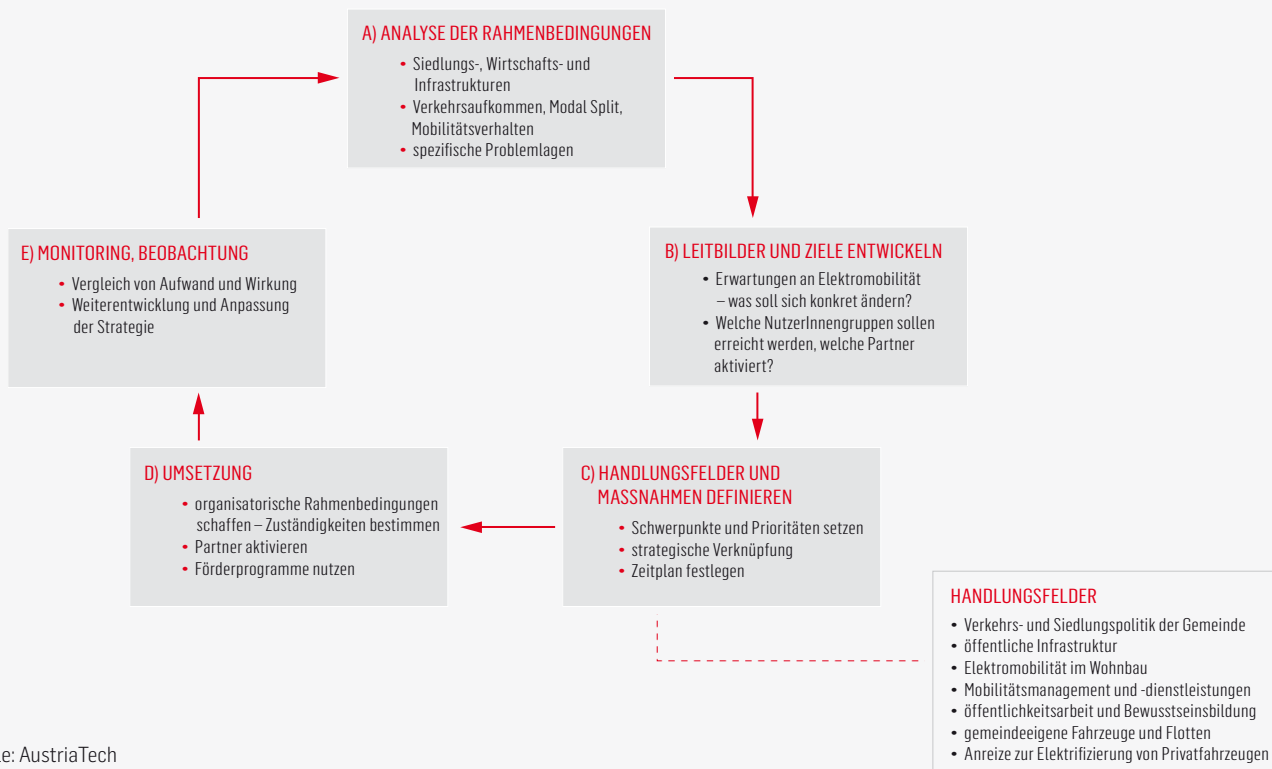 A) ANALYSE DER RAHMENBEDINGUNGEN
• Siedlungs-, Wirtschafts- und
Infrastrukturen
• Verkehrsaufkommen, Modal Split,
Mobilitätsverhalten
• spezifische Problemlagen
B) LEITBILDER UND ZIELE ENTWICKELN
• Erwartungen an Elektromobilität
– was soll sich konkret ändern?
• Welche NutzerInnengruppen sollen
erreicht werden, welche Partner
aktiviert?
C) HANDLUNGSFELDER UND
MASSNAHMEN DEFINIEREN
• Schwerpunkte und Prioritäten setzen
• strategische Verknüpfung
• Zeitplan festlegen
D) UMSETZUNG
• organisatorische Rahmenbedingungen
schaffen – Zuständigkeiten bestimmen
• Partner aktivieren
• Förderprogramme nutzen
E) MONITORING, BEOBACHTUNG
• Vergleich von Aufwand und Wirkung
• Weiterentwicklung und Anpassung
der Strategie
HANDLUNGSFELDER
• Verkehrs- und Siedlungspolitik der Gemeinde
• öffentliche Infrastruktur
• Elektromobilität im Wohnbau
• Mobilitätsmanagement und -dienstleistungen
• öffentlichkeitsarbeit und Bewusstseinsbildung
• gemeindeeigene Fahrzeuge und Flotten
• Anreize zur Elektrifizierung von Privatfahrzeugen
e: AustriaTech